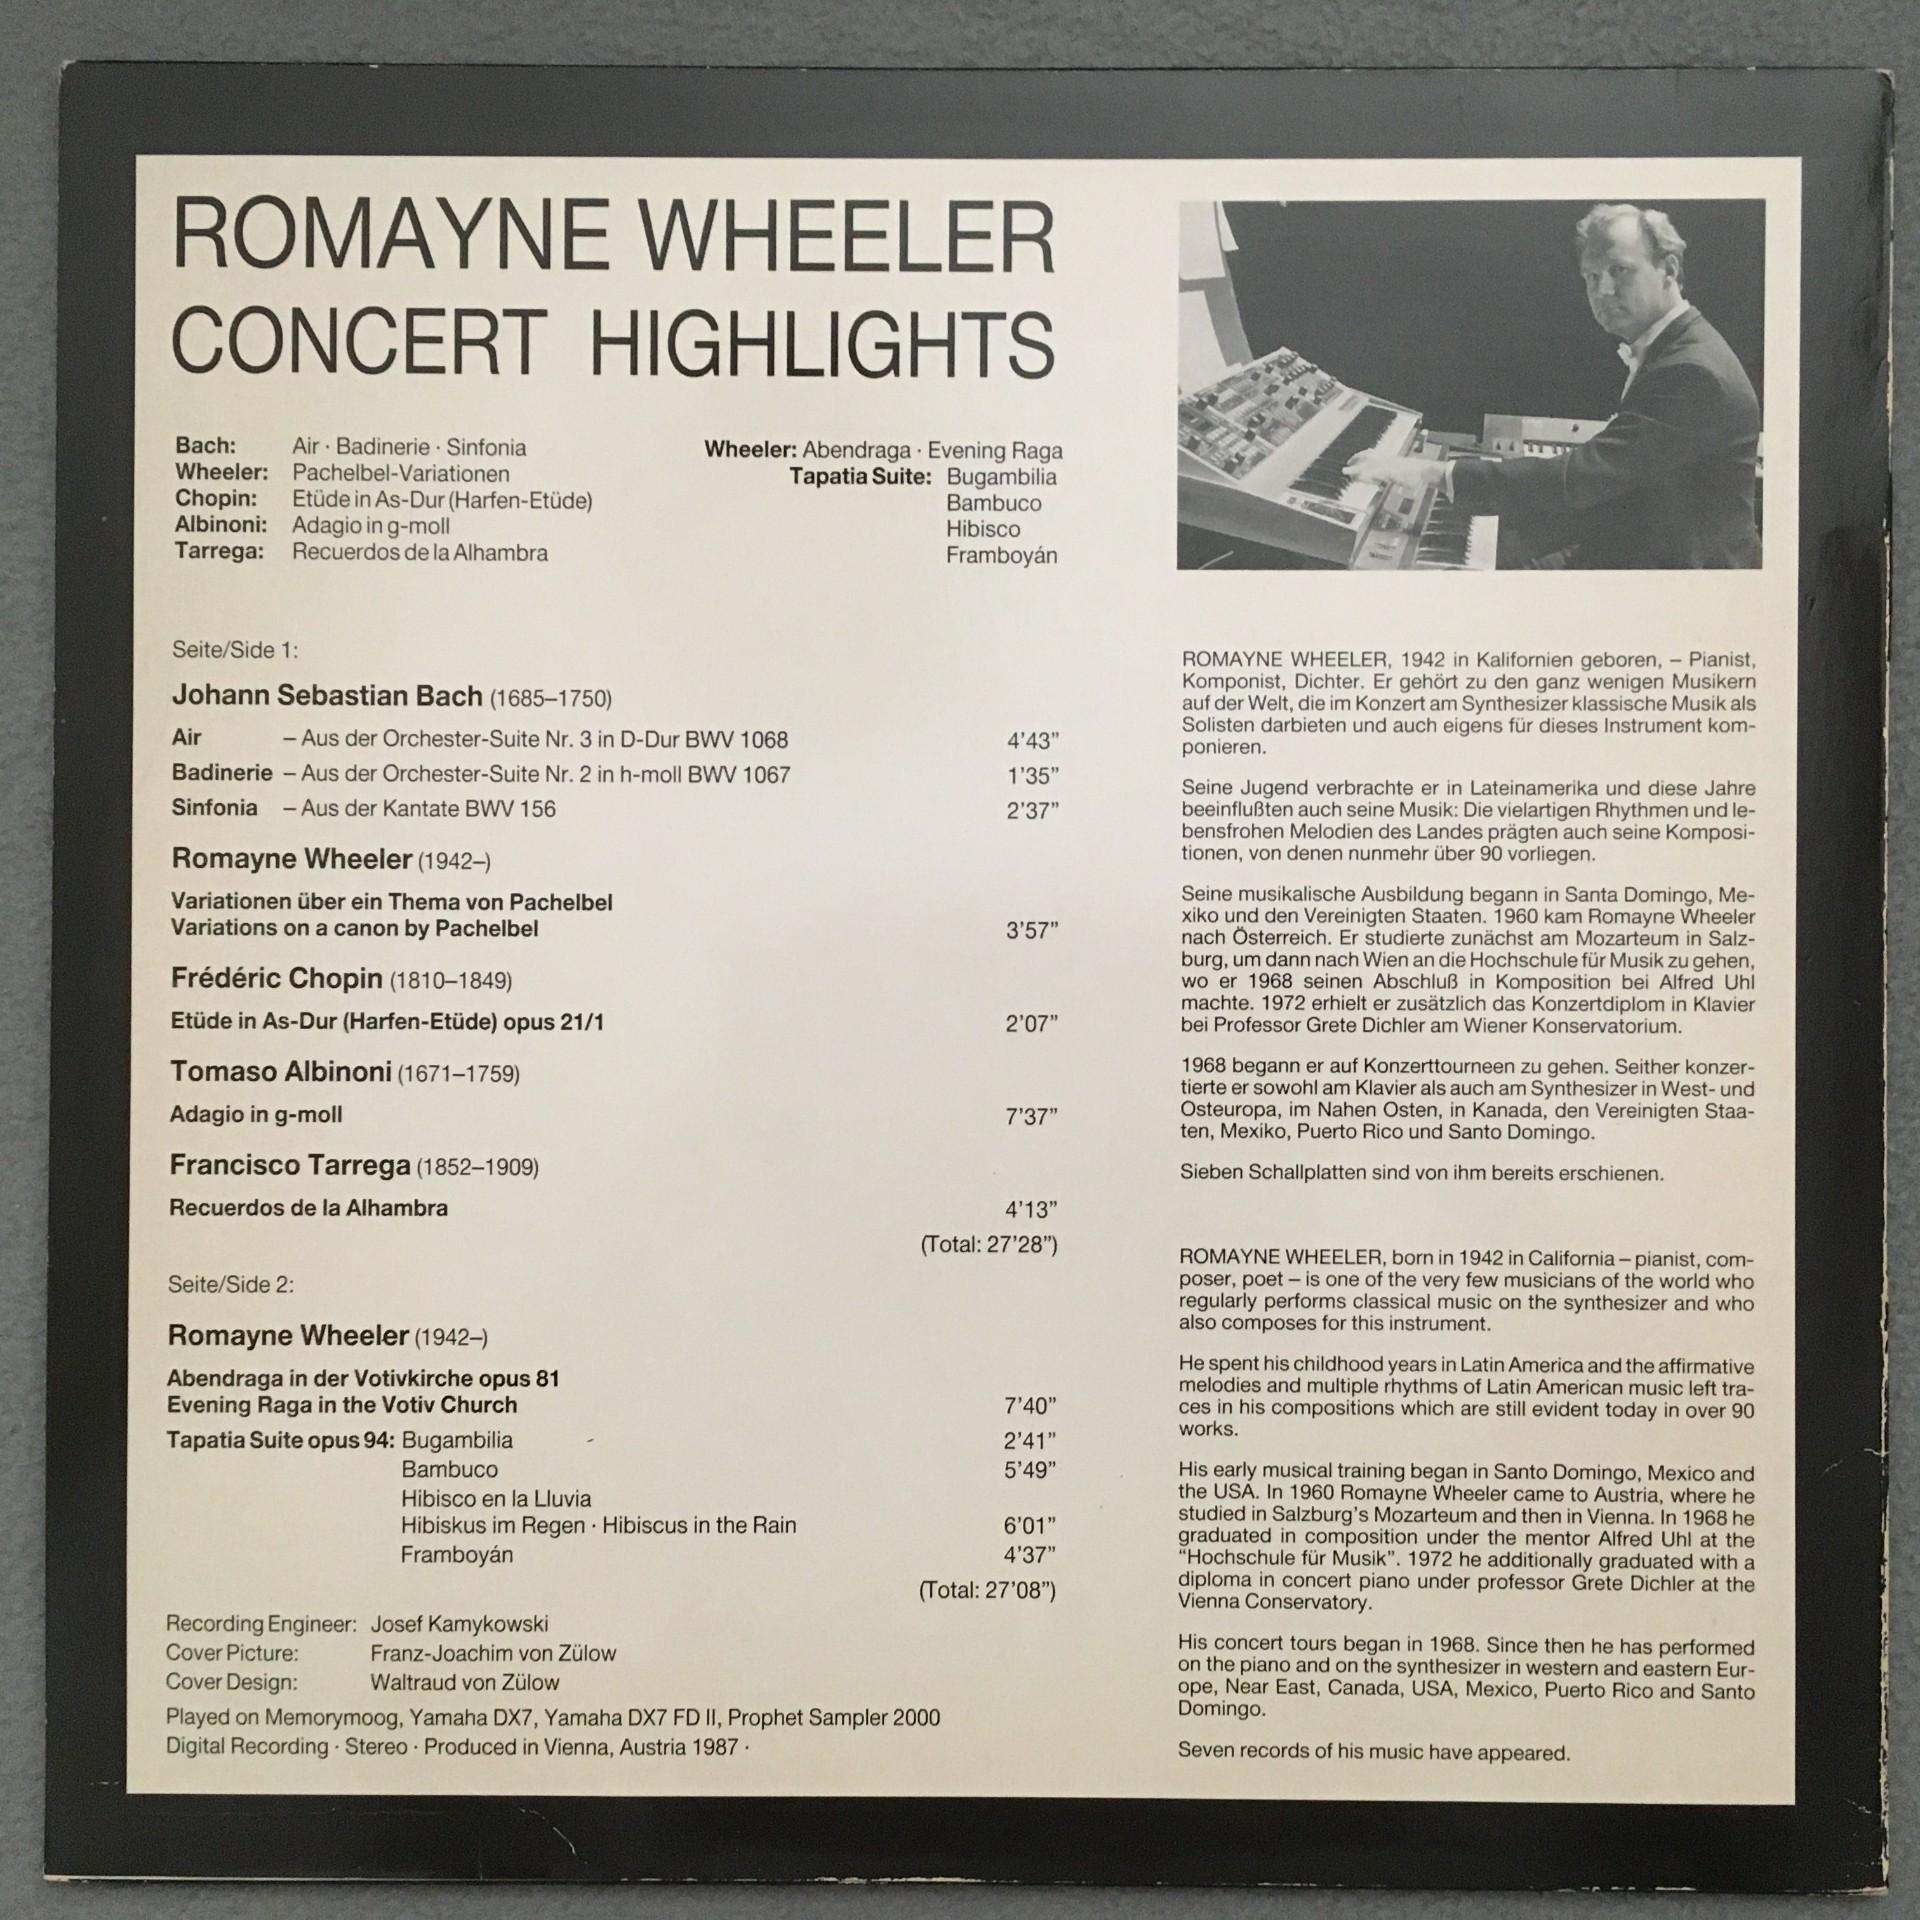 ROMAYNE WHEELER
CONCERT HIGHLIGHTS
Bach: Air · Badinerie · Sinfonia
Wheeler: Pachelbel-Variationen
Chopin: Etüde in As-Dur (Harfen-Etüde)
Albinoni: Adagio in g-moll
Tarrega: Recuerdos de la Alhambra
Wheeler: Abendraga · Evening Raga
Tapatia Suite: Bugambilia
Bambuco
Hibisco
Framboyán
Seite/Side 1:
Johann Sebastian Bach (1685–1750)
Air – Aus der Orchester-Suite Nr. 3 in D-Dur BWV 1068 4’43”
Badinerie – Aus der Orchester-Suite Nr. 2 in h-moll BWV 1067 1’35”
Sinfonia – Aus der Kantate BWV 156 2’37”
Romayne Wheeler (1942–)
Variationen über ein Thema von Pachelbel
Variations on a canon by Pachelbel 3’57”
Frédéric Chopin (1810–1849)
Etüde in As-Dur (Harfen-Etüde) opus 21/1 2’07”
Tomaso Albinoni (1671–1759)
Adagio in g-moll 7’37”
Francisco Tarrega (1852–1909)
Recuerdos de la Alhambra 4’13”
(Total: 27’28”)
Seite/Side 2:
Romayne Wheeler (1942–)
Abendraga in der Votivkirche opus 81
Evening Raga in the Votiv Church 7’40”
Tapatia Suite opus 94: Bugambilia 2’41”
Bambuco 5’49”
Hibisco en la Lluvia
Hibiskus im Regen · Hibiscus in the Rain 6’01”
Framboyán 4’37”
(Total: 27’08”)
Recording Engineer: Josef Kamykowski
Cover Picture: Franz-Joachim von Zülow
Cover Design: Waltraud von Zülow
Played on Memorymoog, Yamaha DX7, Yamaha DX7 FD II, Prophet Sampler 2000
Digital Recording · Stereo · Produced in Vienna, Austria 1987 ·
ROMAYNE WHEELER, 1942 in Kalifornien geboren, – Pianist,
Komponist, Dichter. Er gehört zu den ganz wenigen Musikern
auf der Welt, die im Konzert am Synthesizer klassische Musik als
Solisten darbieten und auch eigens für dieses Instrument kom-
ponieren.
Seine Jugend verbrachte er in Lateinamerika und diese Jahre
beeinflußten auch seine Musik: Die vielartigen Rhythmen und le-
bensfrohen Melodien des Landes prägten auch seine Komposi-
tionen, von denen nunmehr über 90 vorliegen.
Seine musikalische Ausbildung begann in Santa Domingo, Me-
xiko und den Vereinigten Staaten. 1960 kam Romayne Wheeler
nach Österreich. Er studierte zunächst am Mozarteum in Salz-
burg, um dann nach Wien an die Hochschule für Musik zu gehen,
wo er 1968 seinen Abschluß in Komposition bei Alfred Uhl
machte. 1972 erhielt er zusätzlich das Konzertdiplom in Klavier
bei Professor Grete Dichler am Wiener Konservatorium.
1968 begann er auf Konzerttourneen zu gehen. Seither konzer-
tierte er sowohl am Klavier als auch am Synthesizer in West- und
Osteuropa, im Nahen Osten, in Kanada, den Vereinigten Staa-
ten, Mexiko, Puerto Rico und Santo Domingo.
Sieben Schallplatten sind von ihm bereits erschienen.
ROMAYNE WHEELER, born in 1942 in California – pianist, com-
poser, poet – is one of the very few musicians of the world who
regularly performs classical music on the synthesizer and who
also composes for this instrument.
He spent his childhood years in Latin America and the affirmative
melodies and multiple rhythms of Latin American music left tra-
ces in his compositions which are still evident today in over 90
works.
His early musical training began in Santo Domingo, Mexico and
the USA. In 1960 Romayne Wheeler came to Austria, where he
studied in Salzburg’s Mozarteum and then in Vienna. In 1968 he
graduated in composition under the mentor Alfred Uhl at the
“Hochschule für Musik”. 1972 he additionally graduated with a
diploma in concert piano under professor Grete Dichler at the
Vienna Conservatory.
His concert tours began in 1968. Since then he has performed
on the piano and on the synthesizer in western and eastern Eur-
ope, Near East, Canada, USA, Mexico, Puerto Rico and Santo
Domingo.
Seven records of his music have appeared.